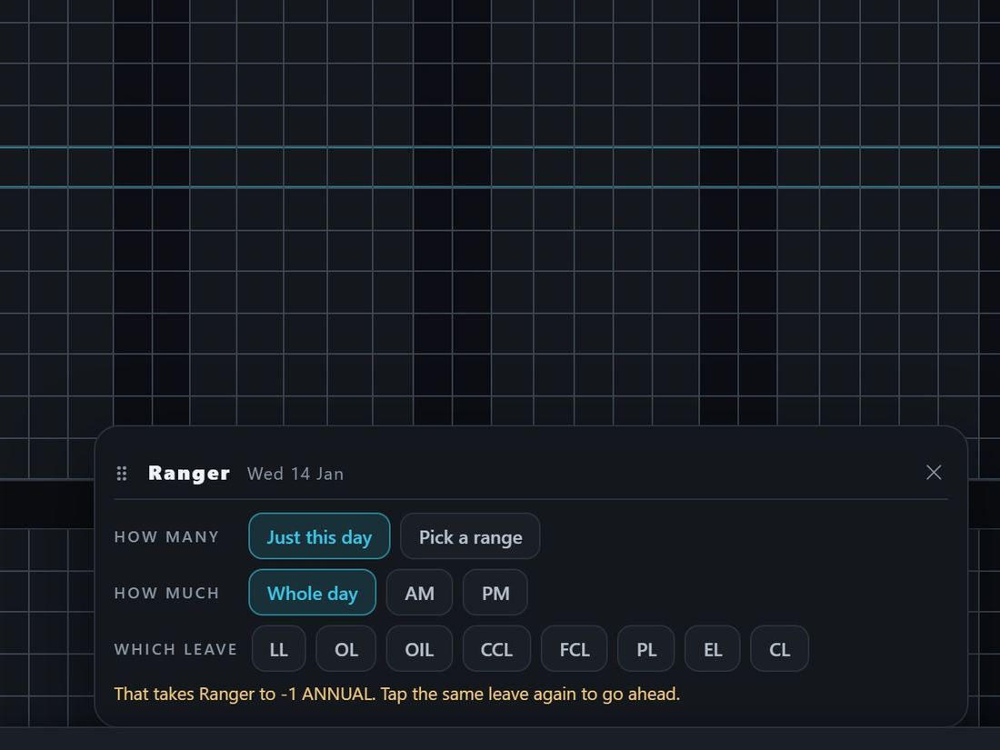 Ranger Wed 14 Jan
HOW MANY Just this day Pick a range
HOW MUCH Whole day AM PM
WHICH LEAVE LL OL OIL CCL FCL PL EL CL
That takes Ranger to -1 ANNUAL. Tap the same leave again to go ahead.